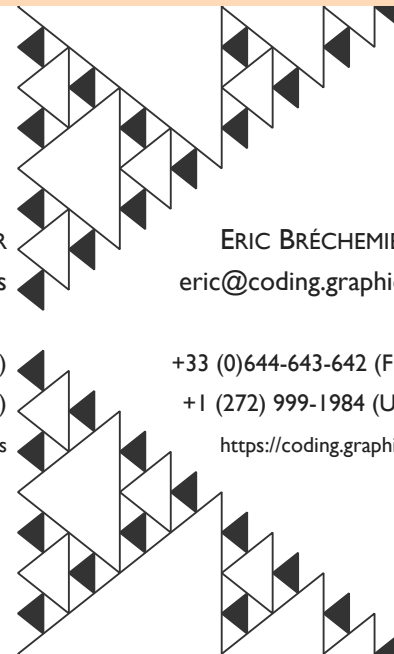 R ERIC BRÉCHEMIE
s eric@coding.graphic
) +33 (0)644-643-642 (F
) +1 (272) 999-1984 (U
s https://coding.graphi